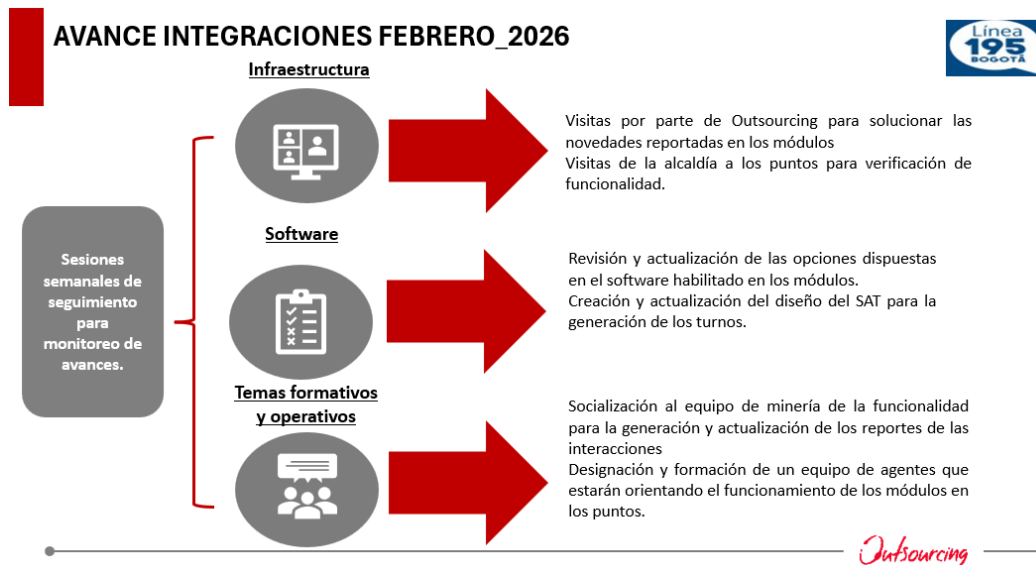 AVANCE INTEGRACIONES FEBRERO_2026
Línea
195
BOGOTÁ
Sesiones
semanales de
seguimiento
para
monitoreo de
avances.
Infraestructura
Visitas por parte de Outsourcing para solucionar las
novedades reportadas en los módulos
Visitas de la alcaldía a los puntos para verificación de
funcionalidad.
Software
Revisión y actualización de las opciones dispuestas
en el software habilitado en los módulos.
Creación y actualización del diseño del SAT para la
generación de los turnos.
Temas formativos
y operativos
Socialización al equipo de minería de la funcionalidad
para la generación y actualización de los reportes de las
interacciones
Designación y formación de un equipo de agentes que
estarán orientando el funcionamiento de los módulos en
los puntos.
Outsourcing